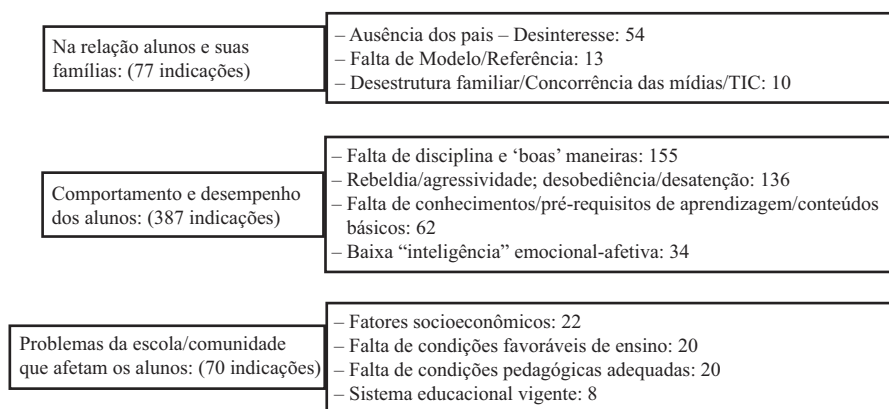 Na relação alunos e suas
famílias: (77 indicações)
– Ausência dos pais – Desinteresse: 54
– Falta de Modelo/Referência: 13
– Desestrutura familiar/Concorrência das mídias/TIC: 10
Comportamento e desempenho
dos alunos: (387 indicações)
– Falta de disciplina e ‘boas’ maneiras: 155
– Rebeldia/agressividade; desobediência/desatenção: 136
– Falta de conhecimentos/pré-requisitos de aprendizagem/conteúdos
básicos: 62
– Baixa “inteligência” emocional-afetiva: 34
Problemas da escola/comunidade
que afetam os alunos: (70 indicações)
– Fatores socioeconômicos: 22
– Falta de condições favoráveis de ensino: 20
– Falta de condições pedagógicas adequadas: 20
– Sistema educacional vigente: 8